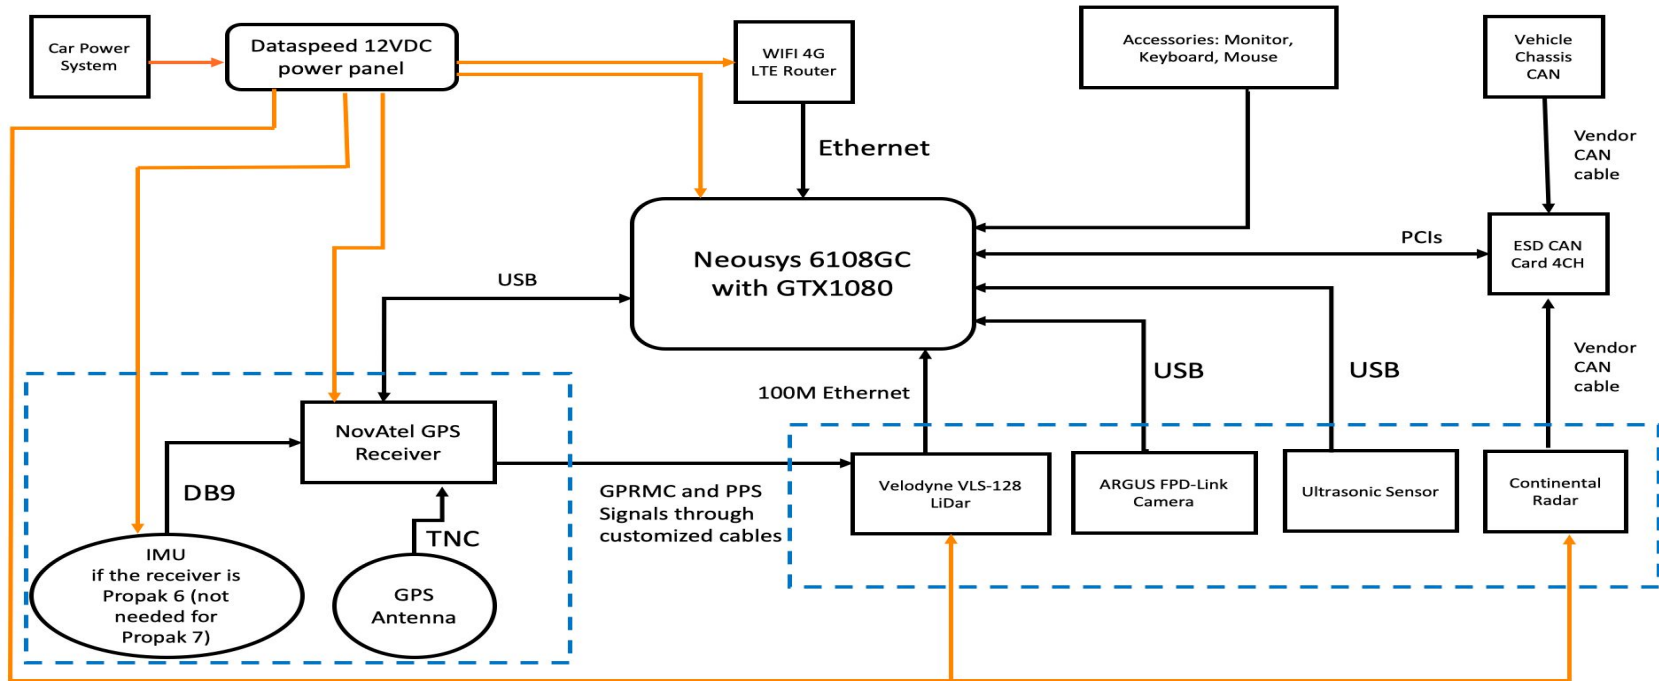 Car Power
System
Dataspeed 12VDC
power panel
WIFI 4G
LTE Router
Accessories: Monitor,
Keyboard, Mouse
Vehicle
Chassis
CAN
Ethernet
Vendor
CAN
cable
Neousys 6108GC
with GTX1080
PCIs
ESD CAN
Card 4CH
USB
100M Ethernet
USB
USB
Vendor
CAN
cable
NovAtel GPS
Receiver
DB9
TNC
GPRMC and PPS
Signals through
customized cables
Velodyne VLS-128
LiDar
ARGUS FPD-Link
Camera
Ultrasonic Sensor
Continental
Radar
IMU
if the receiver is
Propak 6 (not
needed for
Propak 7)
GPS
Antenna